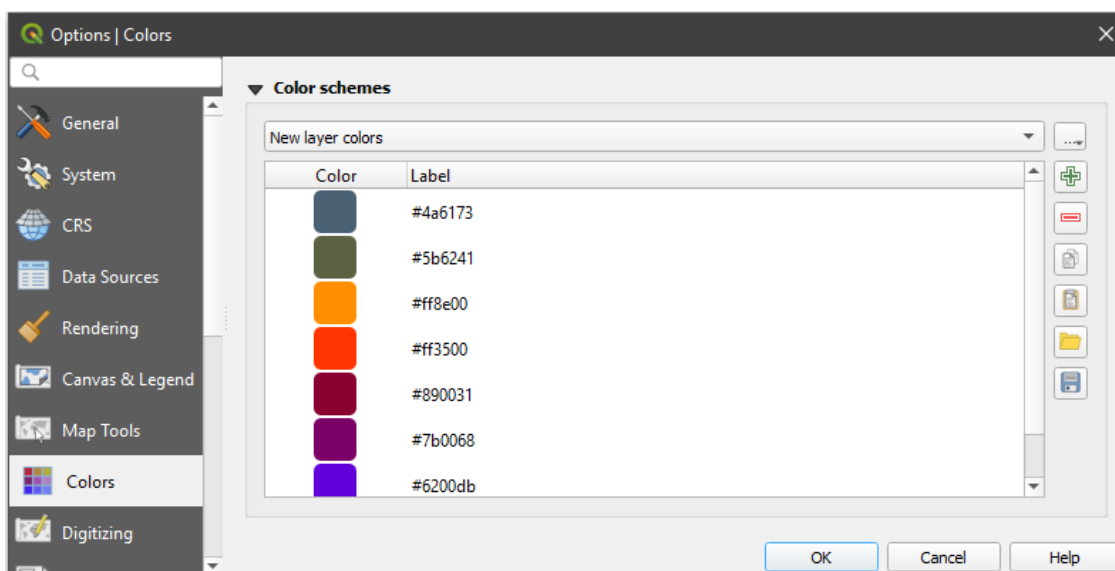 Options | Colors
General
System
CRS
Data Sources
Rendering
Canvas & Legend
Map Tools
Colors
Digitizing
Color schemes
New layer colors
...
Color Label
#4a6173
#5b6241
#ff8e00
#ff3500
#890031
#7b0068
#6200db
OK Cancel Help